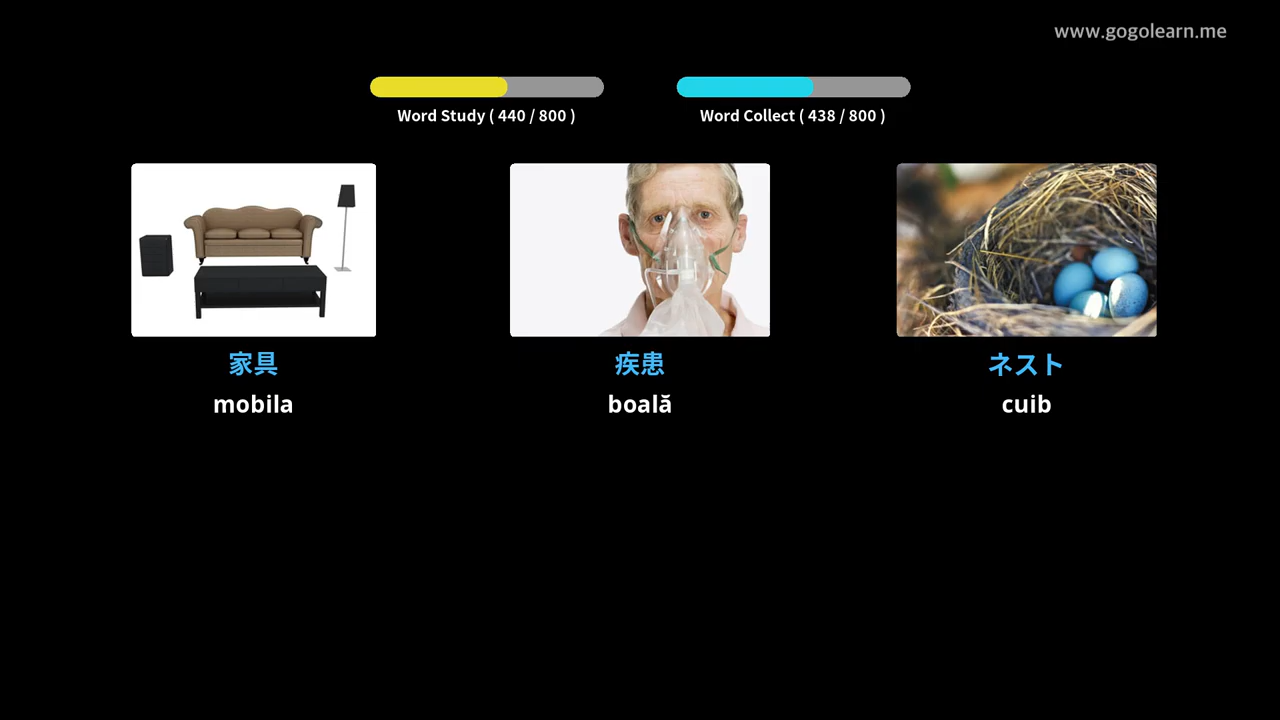 www.gogolearn.me
Word Study ( 440 / 800 )
Word Collect ( 438 / 800 )
家具
疾患
ネスト
mobila
boală
cuib